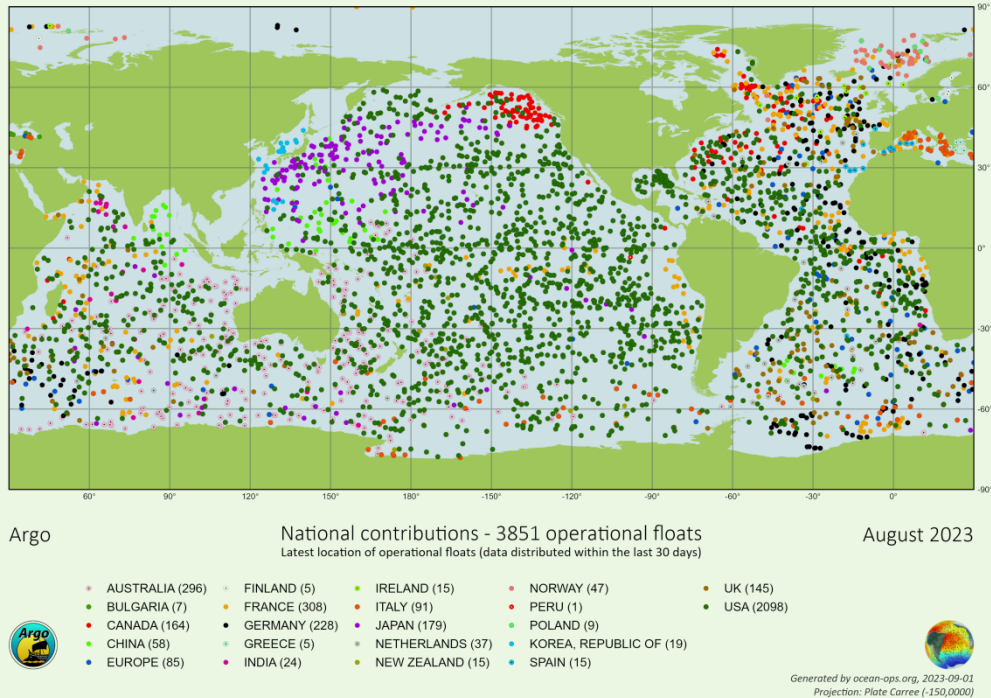 90°
60°
30°
0°
-30°
-60°
-90°
60° 90° 120° 150° 180° -150° -120° -90° -60° -30° 0°
Argo National contributions - 3851 operational floats August 2023
Latest location of operational floats (data distributed within the last 30 days)
AUSTRALIA (296) FINLAND (5) IRELAND (15) NORWAY (47) UK (145)
BULGARIA (7) FRANCE (308) ITALY (91) PERU (1) USA (2098)
CANADA (164) GERMANY (228) JAPAN (179) POLAND (9)
CHINA (58) GREECE (5) NETHERLANDS (37) KOREA, REPUBLIC OF (19)
EUROPE (85) INDIA (24) NEW ZEALAND (15) SPAIN (15)
Argo
Generated by ocean-ops.org, 2023-09-01
Projection: Plate Carree (-150,0000)